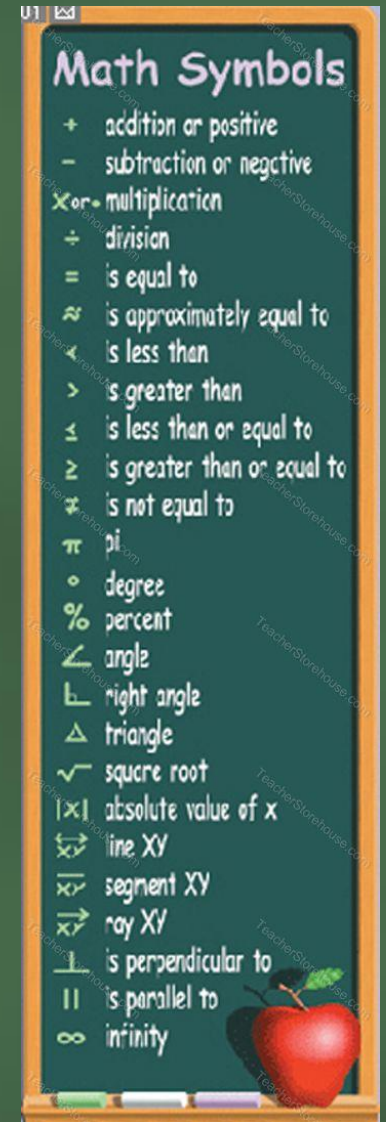 01
Math Symbols
+ addition or positive
− subtraction or negative
× or • multiplication
÷ division
= is equal to
≈ is approximately equal to
< is less than
> is greater than
≤ is less than or equal to
≥ is greater than or equal to
≠ is not equal to
π pi
° degree
% percent
∠ angle
∟ right angle
△ triangle
√ square root
|x| absolute value of x
XY line XY
XY segment XY
XY ray XY
⊥ is perpendicular to
|| is parallel to
∞ infinity
TeacherStorehouse.com